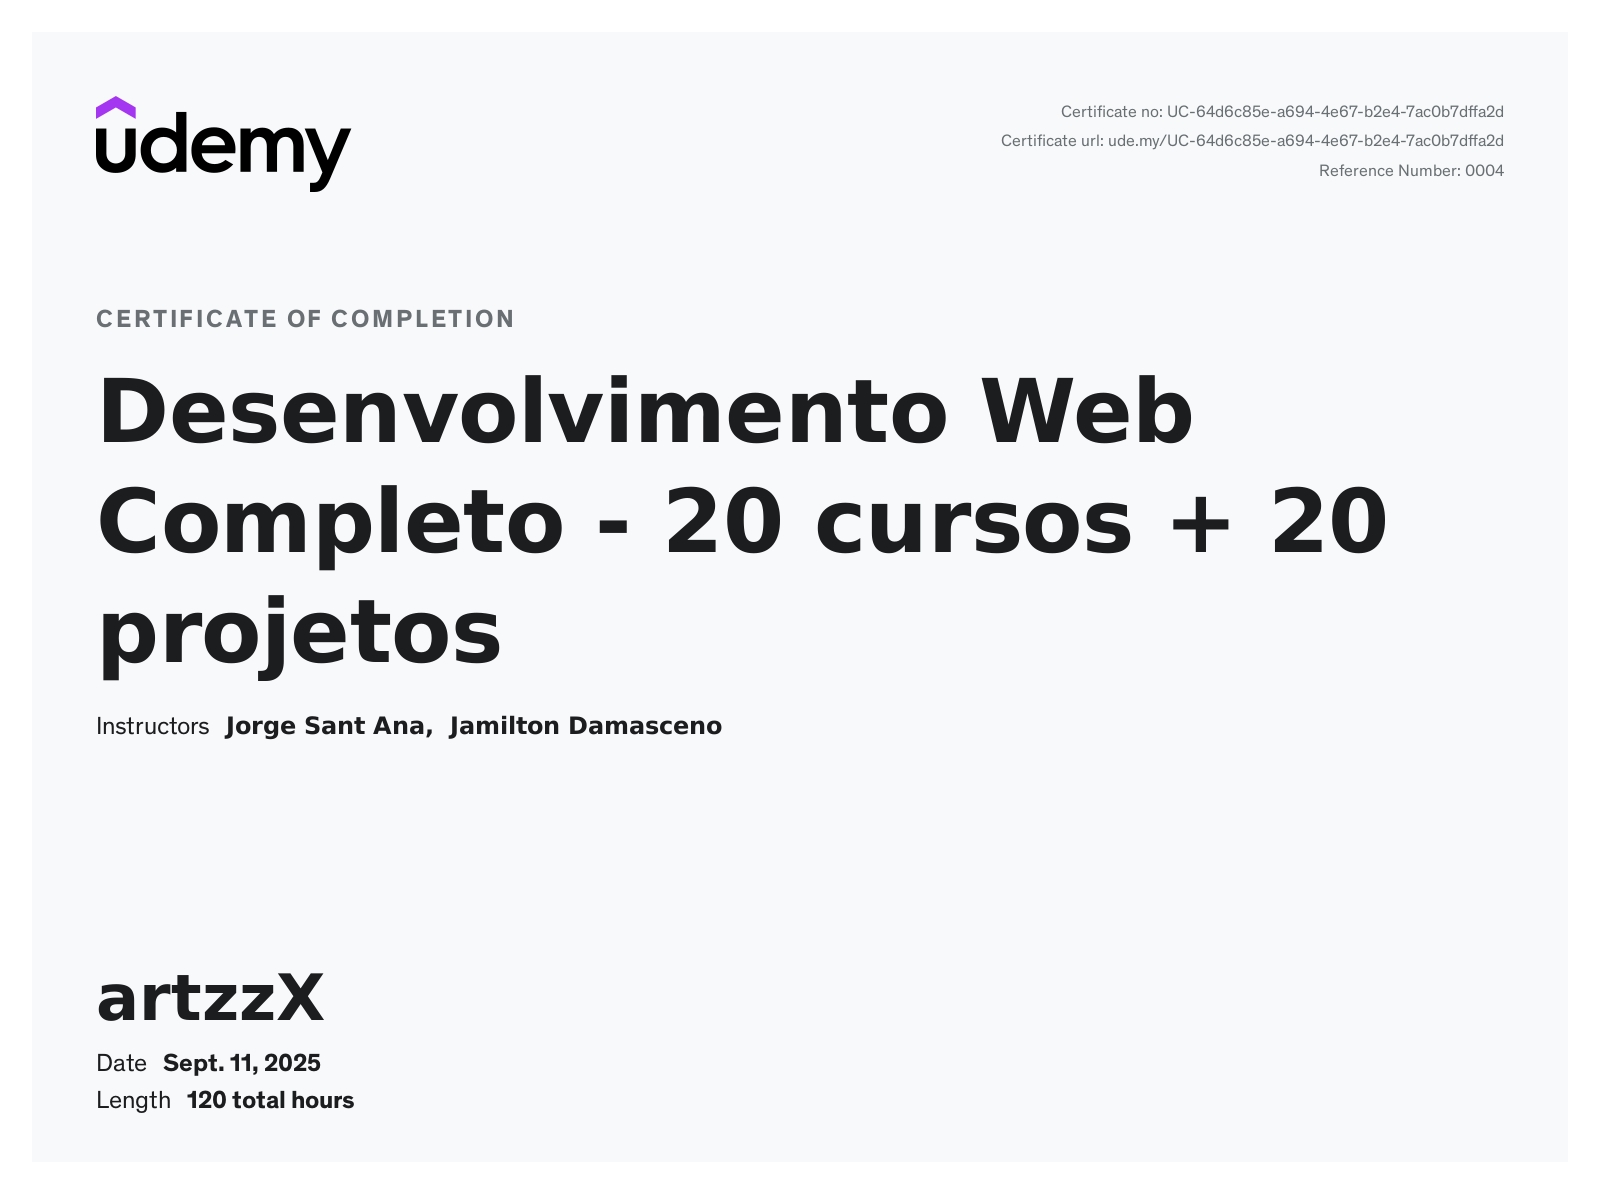 udemy
Certificate no: UC-64d6c85e-a694-4e67-b2e4-7ac0b7dffa2d
Certificate url: ude.my/UC-64d6c85e-a694-4e67-b2e4-7ac0b7dffa2d
Reference Number: 0004
CERTIFICATE OF COMPLETION
Desenvolvimento Web
Completo - 20 cursos + 20
projetos
Instructors Jorge Sant Ana, Jamilton Damasceno
artzzX
Date Sept. 11, 2025
Length 120 total hours